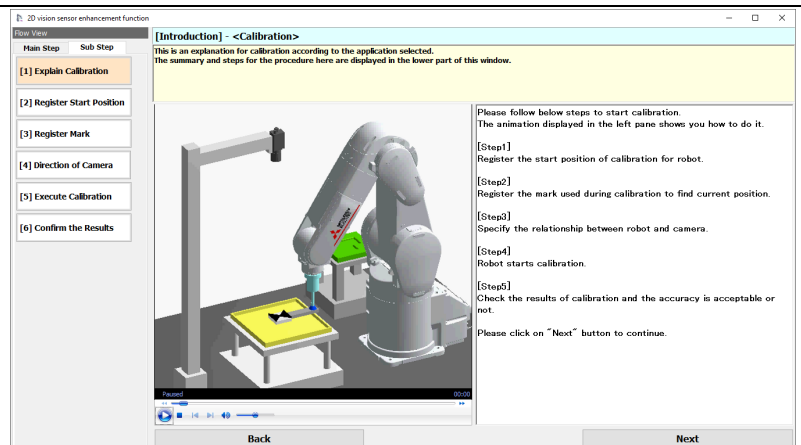 2D vision sensor enhancement function
Flow View
Main Step
Sub Step
[1] Explain Calibration
[2] Register Start Position
[3] Register Mark
[4] Direction of Camera
[5] Execute Calibration
[6] Confirm the Results
[Introduction] - <Calibration>
This is an explanation for calibration according to the application selected.
The summary and steps for the procedure here are displayed in the lower part of this window.
MITSUBISHI
Paused
00:00
Please follow below steps to start calibration.
The animation displayed in the left pane shows you how to do it.
[Step1]
Register the start position of calibration for robot.
[Step2]
Register the mark used during calibration to find current position.
[Step3]
Specify the relationship between robot and camera.
[Step4]
Robot starts calibration.
[Step5]
Check the results of calibration and the accuracy is acceptable or
not.
Please click on "Next" button to continue.
Back
Next